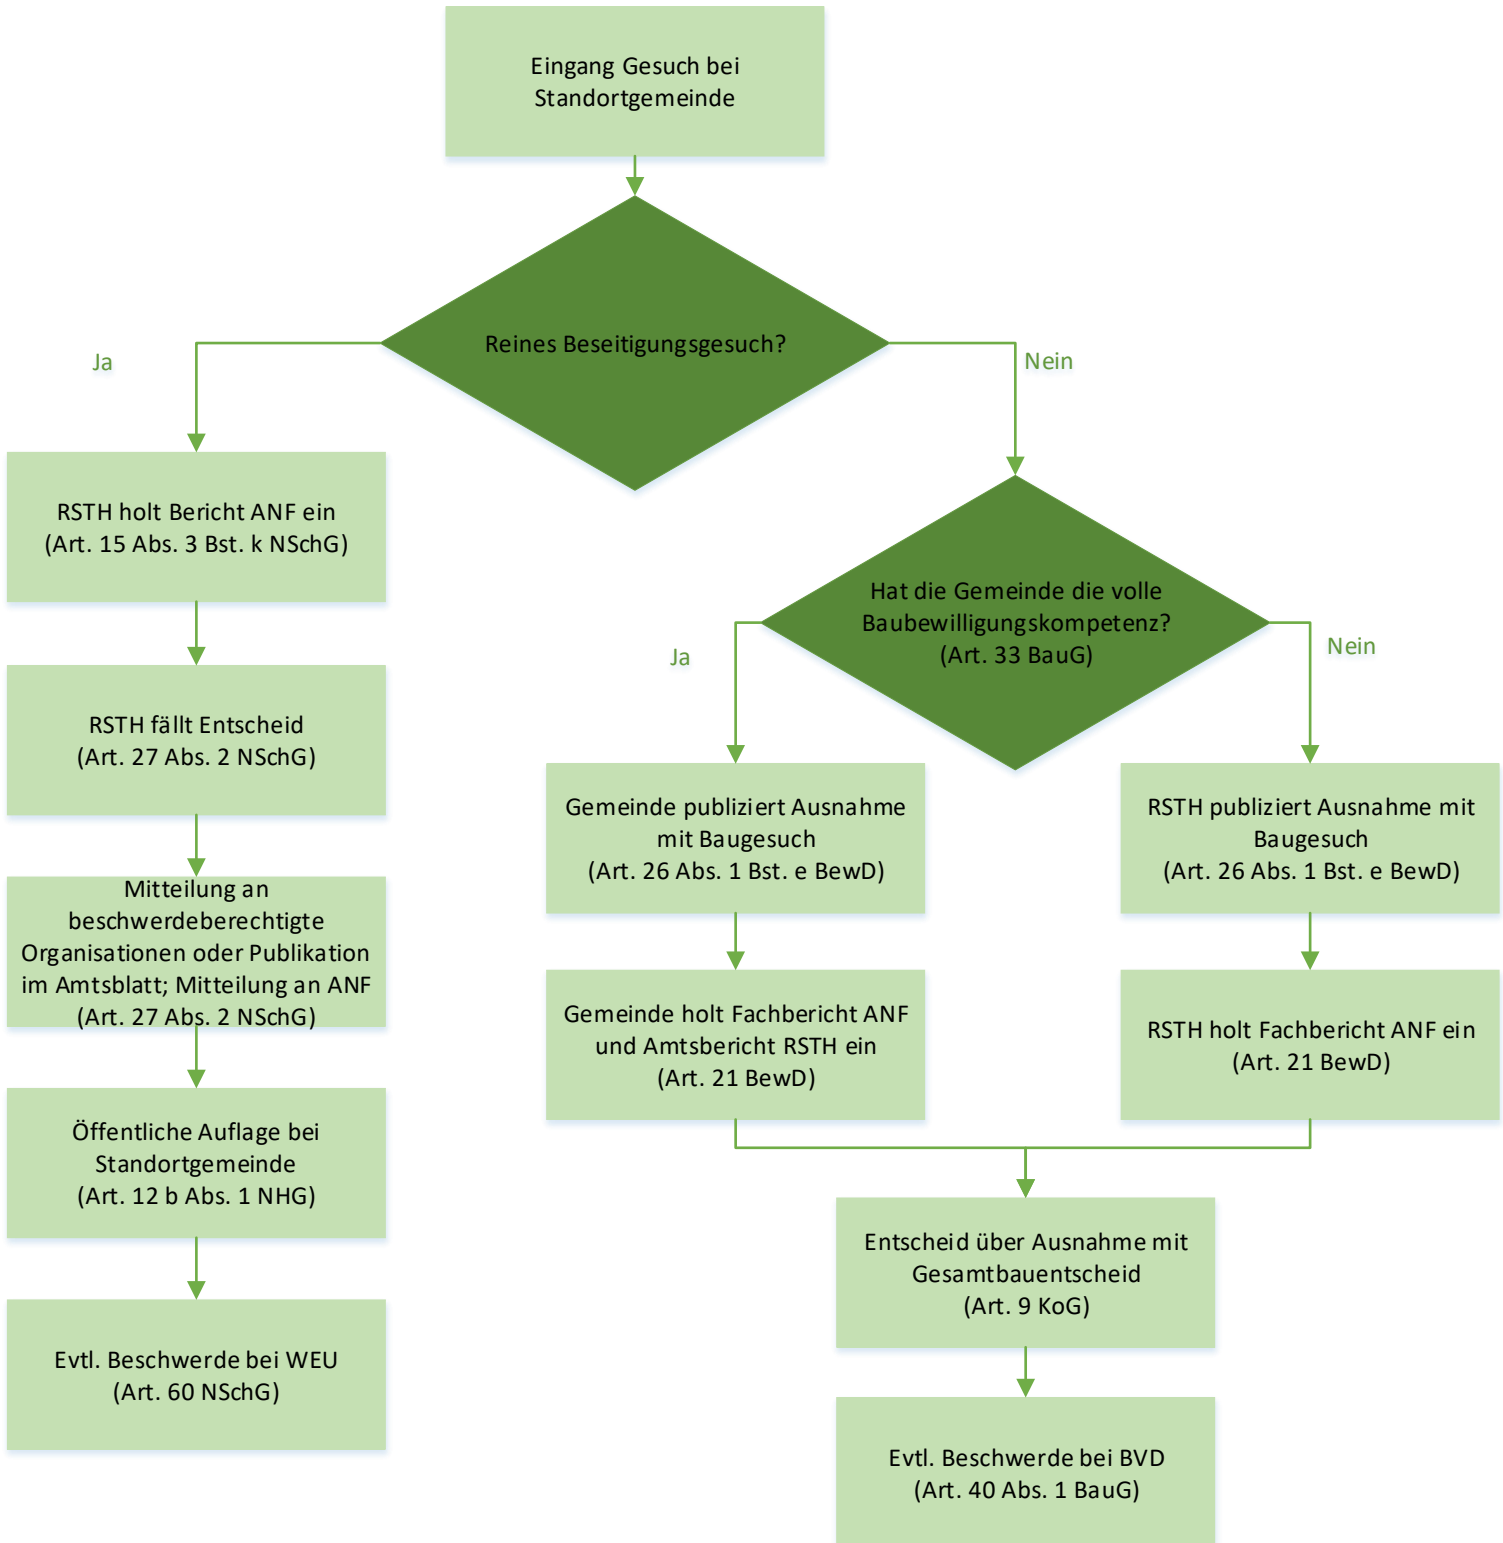 Eingang Gesuch bei
Standortgemeinde
Reines Beseitigungsgesuch?
Ja
Nein
RSTH holt Bericht ANF ein
(Art. 15 Abs. 3 Bst. k NSchG)
RSTH fällt Entscheid
(Art. 27 Abs. 2 NSchG)
Mitteilung an
beschwerdeberechtigte
Organisationen oder Publikation
im Amtsblatt; Mitteilung an ANF
(Art. 27 Abs. 2 NSchG)
Öffentliche Auflage bei
Standortgemeinde
(Art. 12 b Abs. 1 NHG)
Evtl. Beschwerde bei WEU
(Art. 60 NSchG)
Hat die Gemeinde die volle
Baubewilligungskompetenz?
(Art. 33 BauG)
Ja
Nein
Gemeinde publiziert Ausnahme
mit Baugesuch
(Art. 26 Abs. 1 Bst. e BewD)
Gemeinde holt Fachbericht ANF
und Amtsbericht RSTH ein
(Art. 21 BewD)
RSTH publiziert Ausnahme mit
Baugesuch
(Art. 26 Abs. 1 Bst. e BewD)
RSTH holt Fachbericht ANF ein
(Art. 21 BewD)
Entscheid über Ausnahme mit
Gesamtbauentscheid
(Art. 9 KoG)
Evtl. Beschwerde bei BVD
(Art. 40 Abs. 1 BauG)